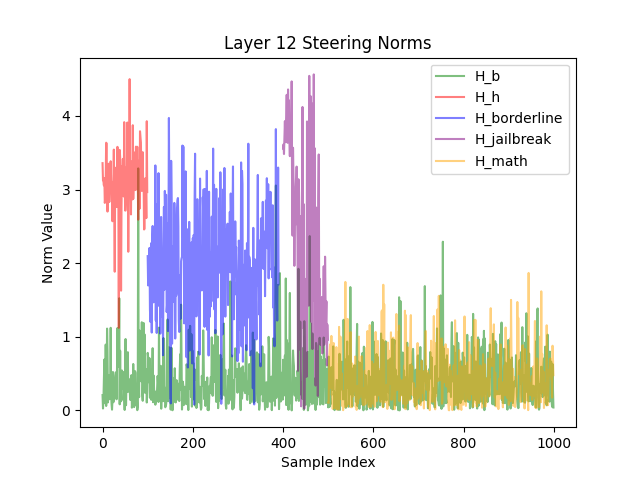 Layer 12 Steering Norms
H_b
H_h
H_borderline
H_jailbreak
H_math
Norm Value
4
3
2
1
0
0 200 400 600 800 1000
Sample Index